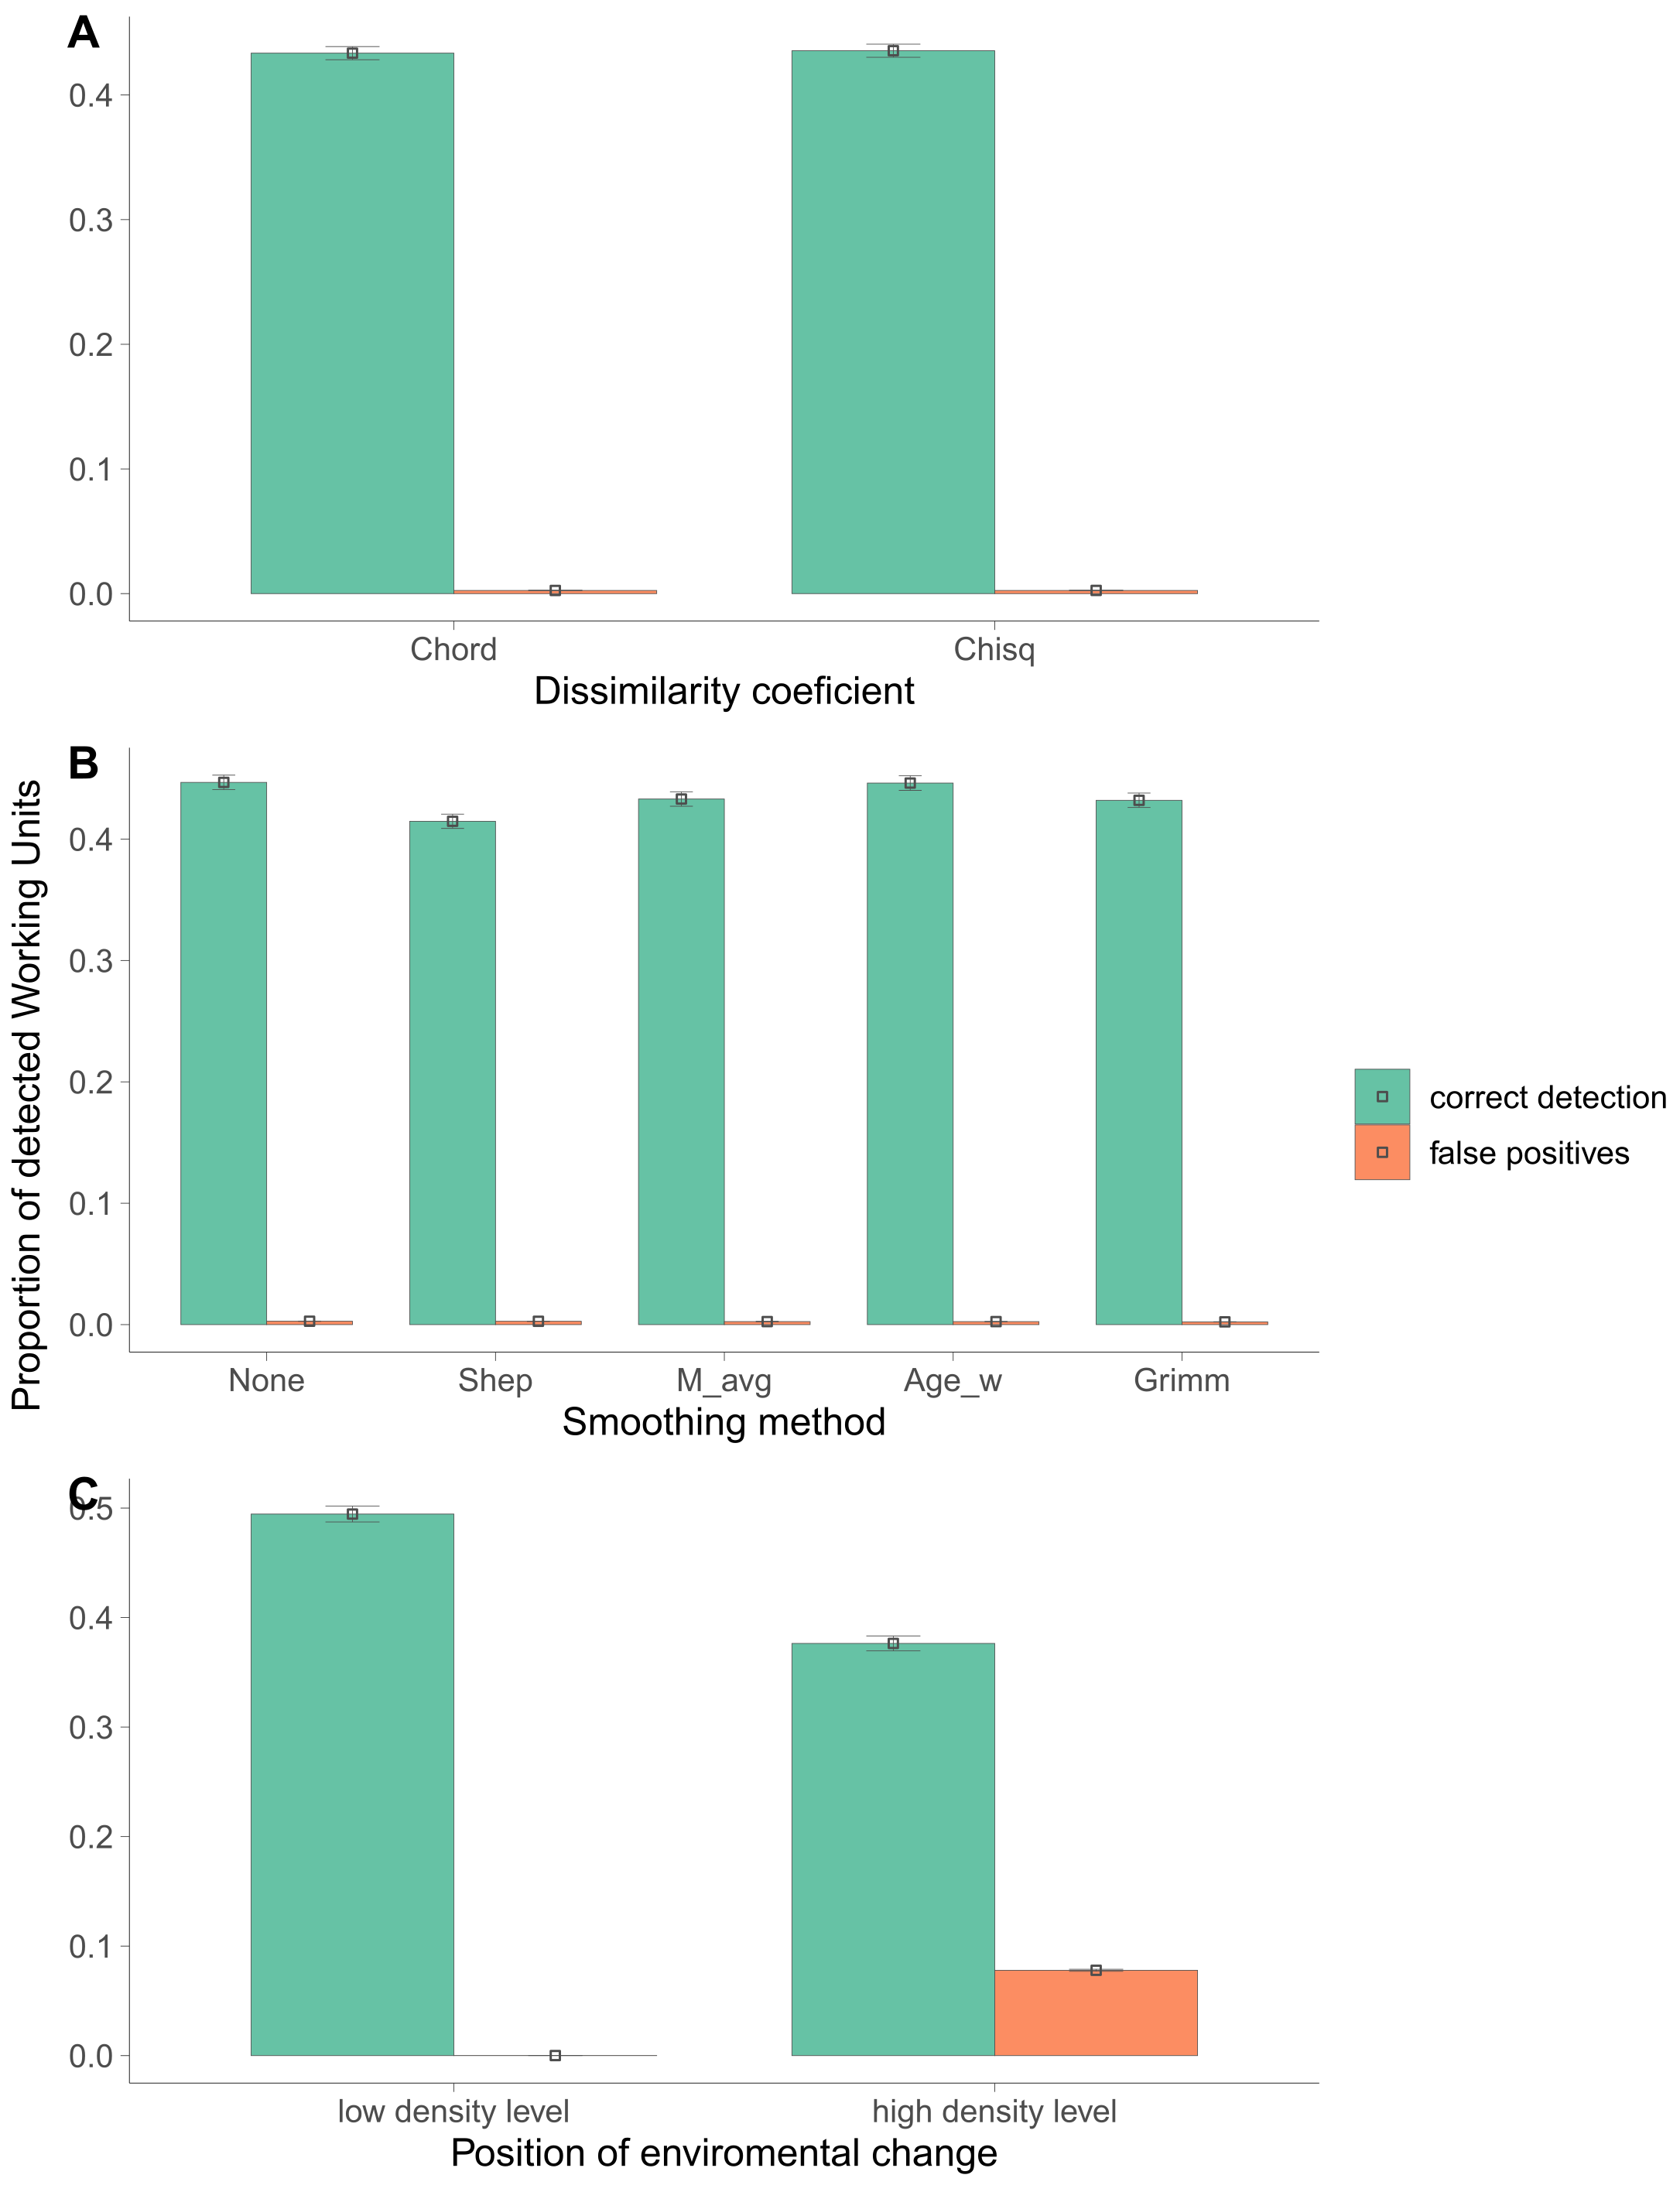 A
0.4
0.3
0.2
0.1
0.0
Chord Chisq
Dissimilarity coeficient
Proportion of detected Working Units
B
0.4
0.3
0.2
0.1
0.0
None Shep M_avg Age_w Grimm
Smoothing method
correct detection
false positives
C
0.5
0.4
0.3
0.2
0.1
0.0
low density level high density level
Position of enviromental change